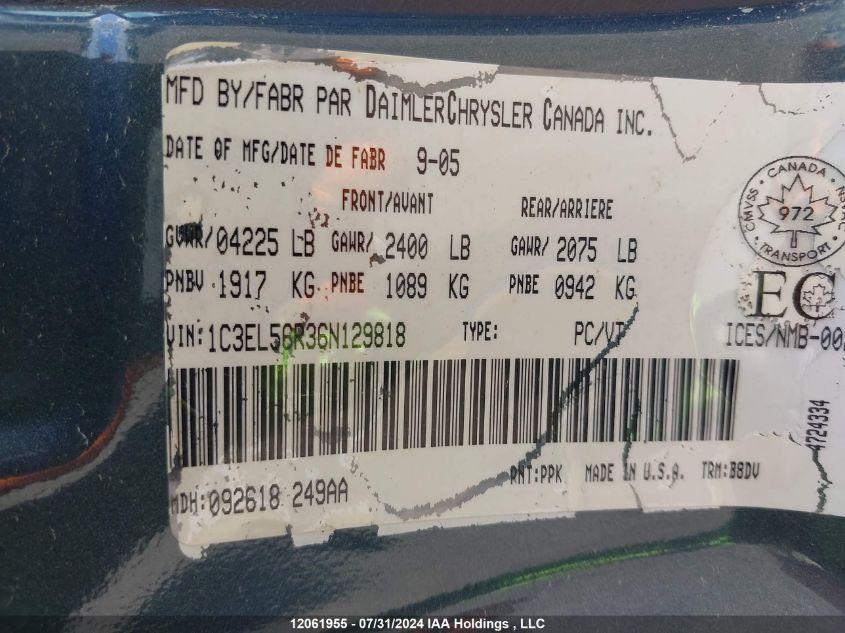 MFD BY/FABR PAR DAIMLERCHRYSLER CANADA INC.
DATE OF MFG/DATE DE FABR 9-05
FRONT/AVANT REAR/ARRIERE
GVWR/04225 LB GAWR/ 2400 LB GAWR/ 2075 LB
PNBV 1917 KG PNBE 1089 KG PNBE 0942 KG
VIN:1C3EL56R36N129818 TYPE: PC/VT
MDH:092618 249AA
PNT:PPK MADE IN U.S.A. TRM:B8DV
CANADA
CMVSS
972
TRANSPORT
EC
ICES/NMB-00
4724334
12061955 - 07/31/2024 IAA Holdings , LLC